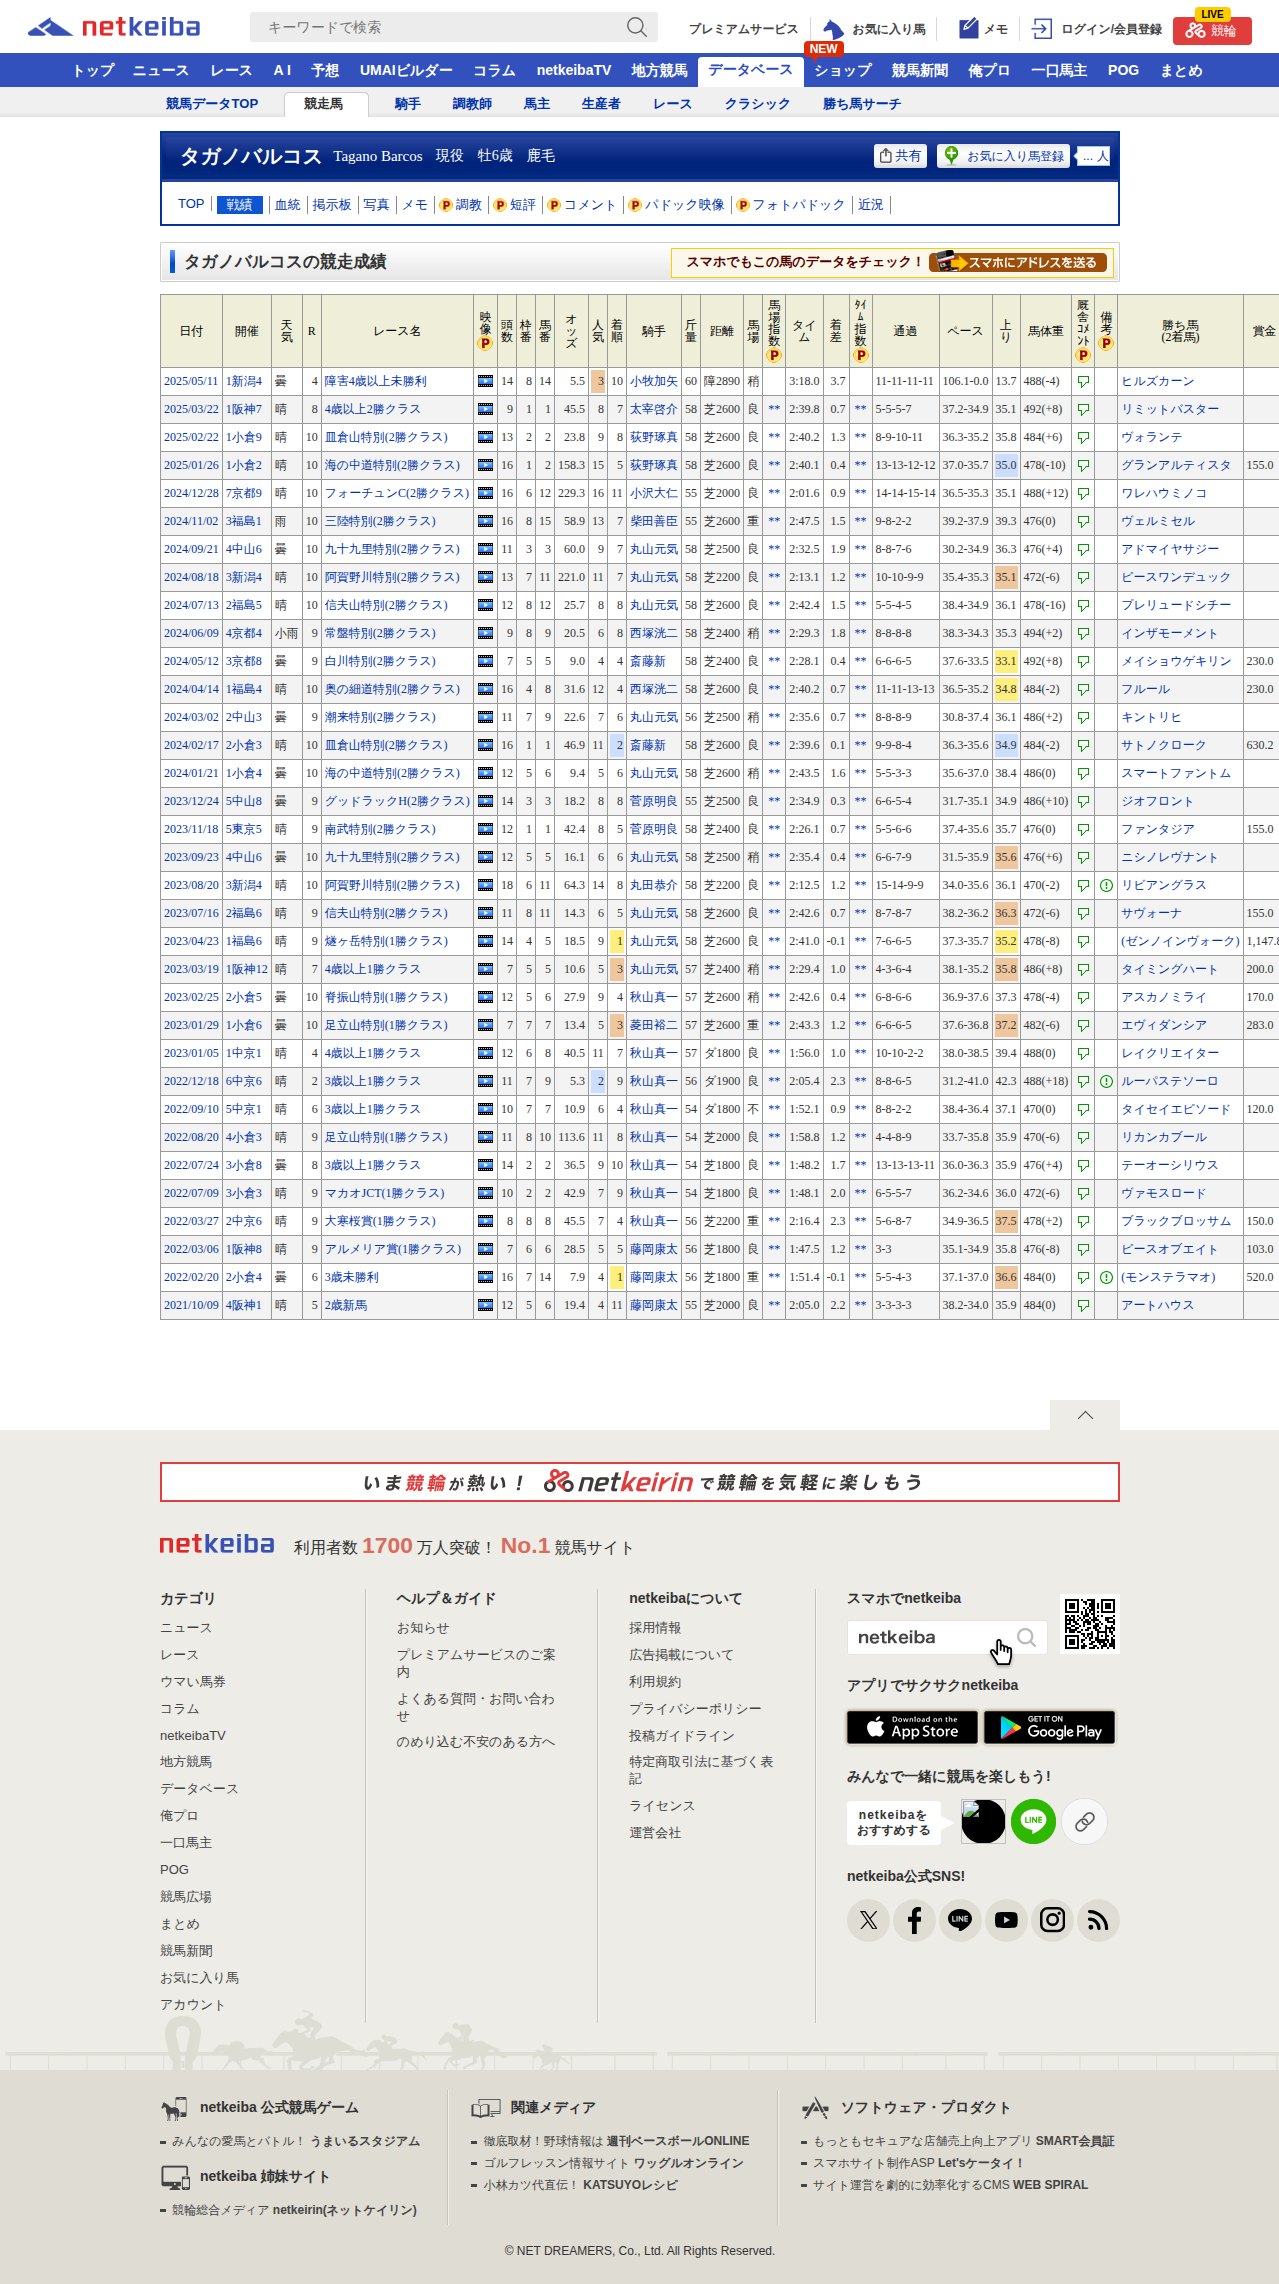 netkeiba キーワードで検索 プレミアムサービス お気に入り馬 メモ ログイン/会員登録 LIVE 競輪
NEW
トップ ニュース レース A I 予想 UMAIビルダー コラム netkeibaTV 地方競馬 データベース ショップ 競馬新聞 俺プロ 一口馬主 POG まとめ
競馬データTOP 競走馬 騎手 調教師 馬主 生産者 レース クラシック 勝ち馬サーチ
タガノバルコス Tagano Barcos 現役 牡6歳 鹿毛 共有 お気に入り馬登録 ... 人
TOP 戦績 血統 掲示板 写真 メモ P 調教 P 短評 P コメント P パドック映像 P フォトパドック 近況
タガノバルコスの競走成績 スマホでもこの馬のデータをチェック！ スマホにアドレスを送る
日付 開催 天気 R レース名 映像 P 頭数 枠番 馬番 オッズ 人気 着順 騎手 斤量 距離 馬場 馬場指数 P タイム 着差 ﾀｲﾑ指数 P 通過 ペース 上り 馬体重 厩舎ｺﾒﾝﾄ P 備考 P 勝ち馬(2着馬) 賞金
2025/05/11 1新潟4 曇 4 障害4歳以上未勝利 14 8 14 5.5 3 10 小牧加矢 60 障2890 稍 3:18.0 3.7 11-11-11-11 106.1-0.0 13.7 488(-4) ヒルズカーン
2025/03/22 1阪神7 晴 8 4歳以上2勝クラス 9 1 1 45.5 8 7 太宰啓介 58 芝2600 良 ** 2:39.8 0.7 ** 5-5-5-7 37.2-34.9 35.1 492(+8) リミットバスター
2025/02/22 1小倉9 晴 10 皿倉山特別(2勝クラス) 13 2 2 23.8 9 8 荻野琢真 58 芝2600 良 ** 2:40.2 1.3 ** 8-9-10-11 36.3-35.2 35.8 484(+6) ヴォランテ
2025/01/26 1小倉2 晴 10 海の中道特別(2勝クラス) 16 1 2 158.3 15 5 荻野琢真 58 芝2600 良 ** 2:40.1 0.4 ** 13-13-12-12 37.0-35.7 35.0 478(-10) グランアルティスタ 155.0
2024/12/28 7京都9 晴 10 フォーチュンC(2勝クラス) 16 6 12 229.3 16 11 小沢大仁 55 芝2000 良 ** 2:01.6 0.9 ** 14-14-15-14 36.5-35.3 35.1 488(+12) ワレハウミノコ
2024/11/02 3福島1 雨 10 三陸特別(2勝クラス) 16 8 15 58.9 13 7 柴田善臣 55 芝2600 重 ** 2:47.5 1.5 ** 9-8-2-2 39.2-37.9 39.3 476(0) ヴェルミセル
2024/09/21 4中山6 曇 10 九十九里特別(2勝クラス) 11 3 3 60.0 9 7 丸山元気 58 芝2500 良 ** 2:32.5 1.9 ** 8-8-7-6 30.2-34.9 36.3 476(+4) アドマイヤサジー
2024/08/18 3新潟4 晴 10 阿賀野川特別(2勝クラス) 13 7 11 221.0 11 7 丸山元気 58 芝2200 良 ** 2:13.1 1.2 ** 10-10-9-9 35.4-35.3 35.1 472(-6) ピースワンデュック
2024/07/13 2福島5 晴 10 信夫山特別(2勝クラス) 12 8 12 25.7 8 8 丸山元気 58 芝2600 良 ** 2:42.4 1.5 ** 5-5-4-5 38.4-34.9 36.1 478(-16) プレリュードシチー
2024/06/09 4京都4 小雨 9 常盤特別(2勝クラス) 9 8 9 20.5 6 8 西塚洸二 58 芝2400 稍 ** 2:29.3 1.8 ** 8-8-8-8 38.3-34.3 35.3 494(+2) インザモーメント
2024/05/12 3京都8 曇 9 白川特別(2勝クラス) 7 5 5 9.0 4 4 斎藤新 58 芝2400 良 ** 2:28.1 0.4 ** 6-6-6-5 37.6-33.5 33.1 492(+8) メイショウゲキリン 230.0
2024/04/14 1福島4 晴 10 奥の細道特別(2勝クラス) 16 4 8 31.6 12 4 西塚洸二 58 芝2600 良 ** 2:40.2 0.7 ** 11-11-13-13 36.5-35.2 34.8 484(-2) フルール 230.0
2024/03/02 2中山3 曇 9 潮来特別(2勝クラス) 11 7 9 22.6 7 6 丸山元気 56 芝2500 稍 ** 2:35.6 0.7 ** 8-8-8-9 30.8-37.4 36.1 486(+2) キントリヒ
2024/02/17 2小倉3 晴 10 皿倉山特別(2勝クラス) 16 1 1 46.9 11 2 斎藤新 58 芝2600 良 ** 2:39.6 0.1 ** 9-9-8-4 36.3-35.6 34.9 484(-2) サトノクローク 630.2
2024/01/21 1小倉4 曇 10 海の中道特別(2勝クラス) 12 5 6 9.4 5 6 丸山元気 58 芝2600 稍 ** 2:43.5 1.6 ** 5-5-3-3 35.6-37.0 38.4 486(0) スマートファントム
2023/12/24 5中山8 曇 9 グッドラックH(2勝クラス) 14 3 3 18.2 8 8 菅原明良 55 芝2500 良 ** 2:34.9 0.3 ** 6-6-5-4 31.7-35.1 34.9 486(+10) ジオフロント
2023/11/18 5東京5 晴 9 南武特別(2勝クラス) 12 1 1 42.4 8 5 菅原明良 58 芝2400 良 ** 2:26.1 0.7 ** 5-5-6-6 37.4-35.6 35.7 476(0) ファンタジア 155.0
2023/09/23 4中山6 曇 10 九十九里特別(2勝クラス) 12 5 5 16.1 6 6 丸山元気 58 芝2500 稍 ** 2:35.4 0.4 ** 6-6-7-9 31.5-35.9 35.6 476(+6) ニシノレヴナント
2023/08/20 3新潟4 晴 10 阿賀野川特別(2勝クラス) 18 6 11 64.3 14 8 丸田恭介 58 芝2200 良 ** 2:12.5 1.2 ** 15-14-9-9 34.0-35.6 36.1 470(-2) リビアングラス
2023/07/16 2福島6 晴 9 信夫山特別(2勝クラス) 11 8 11 14.3 6 5 丸山元気 58 芝2600 良 ** 2:42.6 0.7 ** 8-7-8-7 38.2-36.2 36.3 472(-6) サヴォーナ 155.0
2023/04/23 1福島6 晴 9 燧ヶ岳特別(1勝クラス) 14 4 5 18.5 9 1 丸山元気 58 芝2600 良 ** 2:41.0 -0.1 ** 7-6-6-5 37.3-35.7 35.2 478(-8) (ゼンノインヴォーク) 1,147.8
2023/03/19 1阪神12 晴 7 4歳以上1勝クラス 7 5 5 10.6 5 3 丸山元気 57 芝2400 稍 ** 2:29.4 1.0 ** 4-3-6-4 38.1-35.2 35.8 486(+8) タイミングハート 200.0
2023/02/25 2小倉5 曇 10 脊振山特別(1勝クラス) 12 5 6 27.9 9 4 秋山真一 57 芝2600 稍 ** 2:42.6 0.4 ** 6-8-6-6 36.9-37.6 37.3 478(-4) アスカノミライ 170.0
2023/01/29 1小倉6 曇 10 足立山特別(1勝クラス) 7 7 7 13.4 5 3 菱田裕二 57 芝2600 重 ** 2:43.3 1.2 ** 6-6-6-5 37.6-36.8 37.2 482(-6) エヴィダンシア 283.0
2023/01/05 1中京1 晴 4 4歳以上1勝クラス 12 6 8 40.5 11 7 秋山真一 57 ダ1800 良 ** 1:56.0 1.0 ** 10-10-2-2 38.0-38.5 39.4 488(0) レイクリエイター
2022/12/18 6中京6 晴 2 3歳以上1勝クラス 11 7 9 5.3 2 9 秋山真一 56 ダ1900 良 ** 2:05.4 2.3 ** 8-8-6-5 31.2-41.0 42.3 488(+18) ルーパステソーロ
2022/09/10 5中京1 晴 6 3歳以上1勝クラス 10 7 7 10.9 6 4 秋山真一 54 ダ1800 不 ** 1:52.1 0.9 ** 8-8-2-2 38.4-36.4 37.1 470(0) タイセイエピソード 120.0
2022/08/20 4小倉3 晴 9 足立山特別(1勝クラス) 11 8 10 113.6 11 8 秋山真一 54 芝2000 良 ** 1:58.8 1.2 ** 4-4-8-9 33.7-35.8 35.9 470(-6) リカンカブール
2022/07/24 3小倉8 曇 8 3歳以上1勝クラス 14 2 2 36.5 9 10 秋山真一 54 芝1800 良 ** 1:48.2 1.7 ** 13-13-13-11 36.0-36.3 35.9 476(+4) テーオーシリウス
2022/07/09 3小倉3 晴 9 マカオJCT(1勝クラス) 10 2 2 42.9 7 9 秋山真一 54 芝1800 良 ** 1:48.1 2.0 ** 6-5-5-7 36.2-34.6 36.0 472(-6) ヴァモスロード
2022/03/27 2中京6 晴 9 大寒桜賞(1勝クラス) 8 8 8 45.5 7 4 秋山真一 56 芝2200 重 ** 2:16.4 2.3 ** 5-6-8-7 34.9-36.5 37.5 478(+2) ブラックブロッサム 150.0
2022/03/06 1阪神8 晴 9 アルメリア賞(1勝クラス) 7 6 6 28.5 5 5 藤岡康太 56 芝1800 良 ** 1:47.5 1.2 ** 3-3 35.1-34.9 35.8 476(-8) ピースオブエイト 103.0
2022/02/20 2小倉4 曇 6 3歳未勝利 16 7 14 7.9 4 1 藤岡康太 56 芝1800 重 ** 1:51.4 -0.1 ** 5-5-4-3 37.1-37.0 36.6 484(0) (モンステラマオ) 520.0
2021/10/09 4阪神1 晴 5 2歳新馬 12 5 6 19.4 4 11 藤岡康太 55 芝2000 良 ** 2:05.0 2.2 ** 3-3-3-3 38.2-34.0 35.9 484(0) アートハウス
いま競輪が熱い！ netkeirinで競輪を気軽に楽しもう
netkeiba 利用者数 1700 万人突破！ No.1 競馬サイト
カテゴリ
ニュース
レース
ウマい馬券
コラム
netkeibaTV
地方競馬
データベース
俺プロ
一口馬主
POG
競馬広場
まとめ
競馬新聞
お気に入り馬
アカウント
ヘルプ＆ガイド
お知らせ
プレミアムサービスのご案
内
よくある質問・お問い合わ
せ
のめり込む不安のある方へ
netkeibaについて
採用情報
広告掲載について
利用規約
プライバシーポリシー
投稿ガイドライン
特定商取引法に基づく表
記
ライセンス
運営会社
スマホでnetkeiba
netkeiba
アプリでサクサクnetkeiba
Download on the App Store
GET IT ON Google Play
みんなで一緒に競馬を楽しもう!
netkeibaを
おすすめする
LINE
netkeiba公式SNS!
LINE
netkeiba 公式競馬ゲーム
みんなの愛馬とバトル！ うまいるスタジアム
netkeiba 姉妹サイト
競輪総合メディア netkeirin(ネットケイリン)
関連メディア
徹底取材！野球情報は 週刊ベースボールONLINE
ゴルフレッスン情報サイト ワッグルオンライン
小林カツ代直伝！ KATSUYOレシピ
ソフトウェア・プロダクト
もっともセキュアな店舗売上向上アプリ SMART会員証
スマホサイト制作ASP Let'sケータイ！
サイト運営を劇的に効率化するCMS WEB SPIRAL
© NET DREAMERS, Co., Ltd. All Rights Reserved.